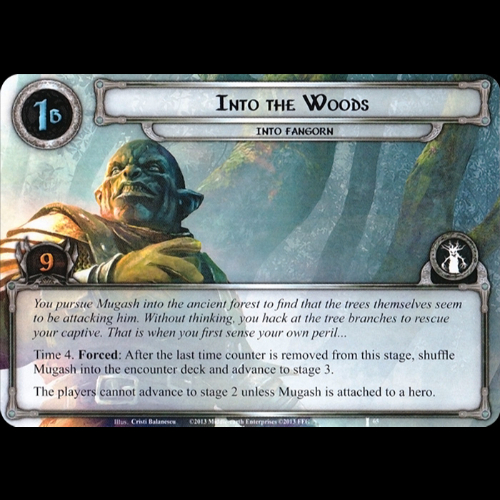 1B
INTO THE WOODS
INTO FANGORN
9
You pursue Mugash into the ancient forest to find that the trees themselves seem
to be attacking him. Without thinking, you hack at the tree branches to rescue
your captive. That is when you first sense your own peril...
Time 4. Forced: After the last time counter is removed from this stage, shuffle
Mugash into the encounter deck and advance to stage 3.
The players cannot advance to stage 2 unless Mugash is attached to a hero.
Illus. Cristi Balanescu ©2013 Middle-earth Enterprises ©2013 FFG